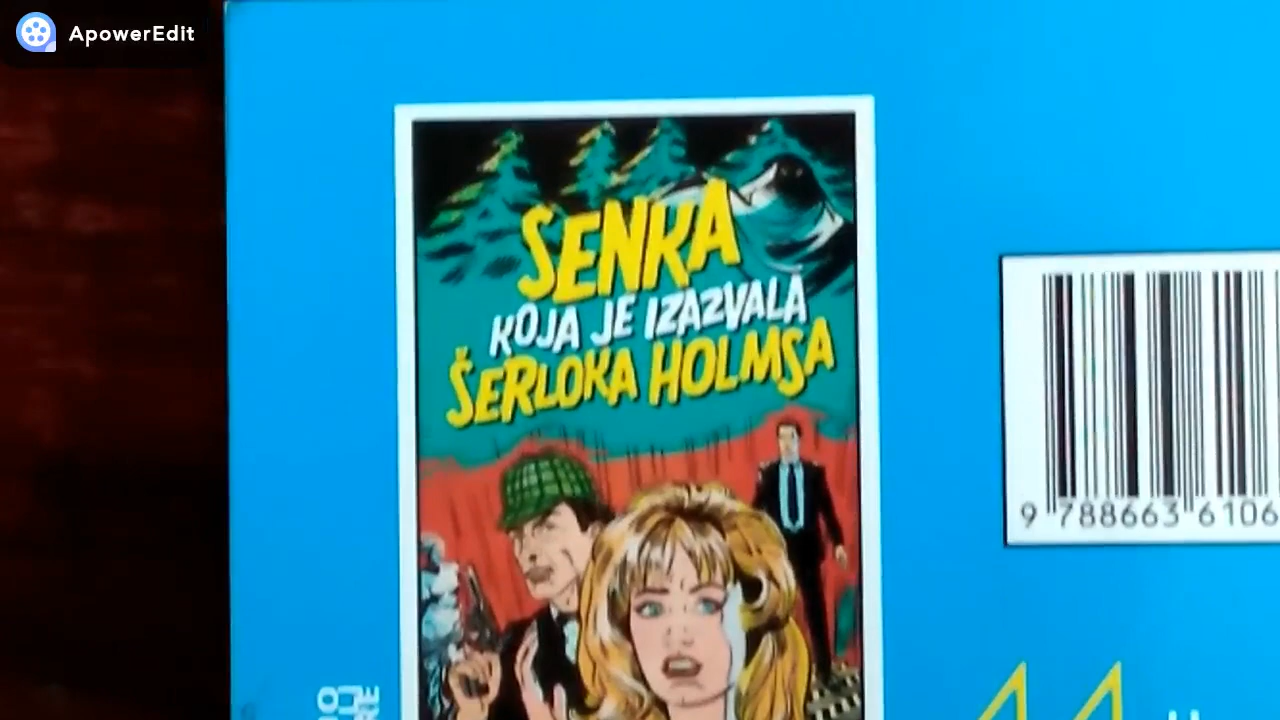 ApowerEdit
SENKA
KOJA JE IZAZVALA
ŠERLOKA HOLMSA
9 788663 6106